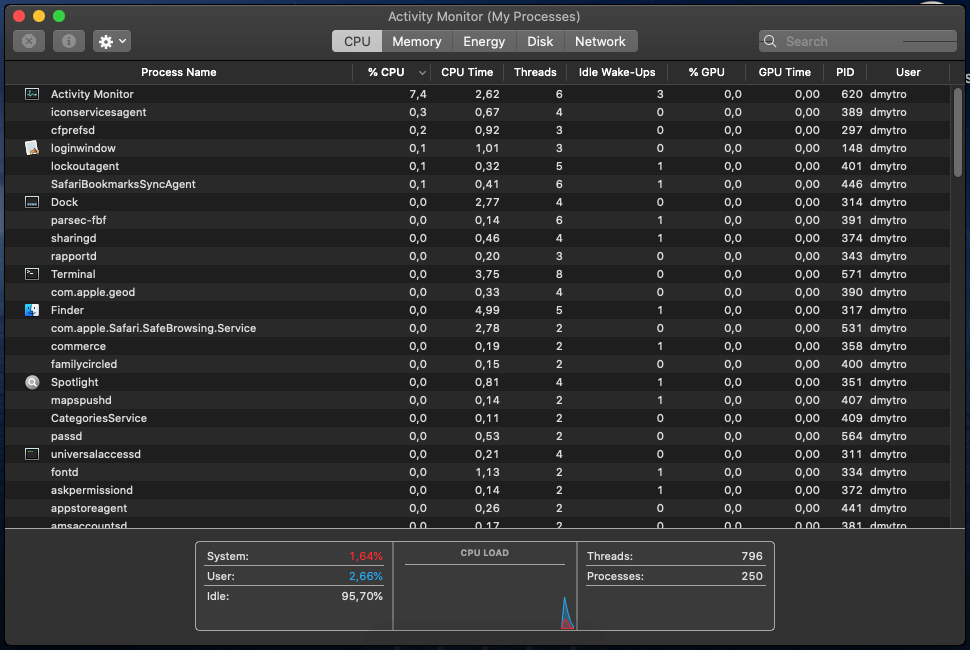 Activity Monitor (My Processes)
CPU Memory Energy Disk Network Search
Process Name % CPU CPU Time Threads Idle Wake-Ups % GPU GPU Time PID User
Activity Monitor 7,4 2,62 6 3 0,0 0,00 620 dmytro
iconservicesagent 0,3 0,67 4 0 0,0 0,00 389 dmytro
cfprefsd 0,2 0,92 3 0 0,0 0,00 297 dmytro
loginwindow 0,1 1,01 3 0 0,0 0,00 148 dmytro
lockoutagent 0,1 0,32 5 1 0,0 0,00 401 dmytro
SafariBookmarksSyncAgent 0,1 0,41 6 1 0,0 0,00 446 dmytro
Dock 0,0 2,77 4 0 0,0 0,00 314 dmytro
parsec-fbf 0,0 0,14 6 1 0,0 0,00 391 dmytro
sharingd 0,0 0,46 4 1 0,0 0,00 374 dmytro
rapportd 0,0 0,20 3 0 0,0 0,00 343 dmytro
Terminal 0,0 3,75 8 0 0,0 0,00 571 dmytro
com.apple.geod 0,0 0,33 4 0 0,0 0,00 390 dmytro
Finder 0,0 4,99 5 1 0,0 0,00 317 dmytro
com.apple.Safari.SafeBrowsing.Service 0,0 2,78 2 0 0,0 0,00 531 dmytro
commerce 0,0 0,19 2 1 0,0 0,00 358 dmytro
familycircled 0,0 0,15 2 0 0,0 0,00 400 dmytro
Spotlight 0,0 0,81 4 1 0,0 0,00 351 dmytro
mapspushd 0,0 0,14 2 1 0,0 0,00 407 dmytro
CategoriesService 0,0 0,11 2 0 0,0 0,00 409 dmytro
passd 0,0 0,53 2 0 0,0 0,00 564 dmytro
universalaccessd 0,0 0,21 4 0 0,0 0,00 311 dmytro
fontd 0,0 1,13 2 1 0,0 0,00 334 dmytro
askpermissiond 0,0 0,14 2 1 0,0 0,00 372 dmytro
appstoreagent 0,0 0,26 2 0 0,0 0,00 441 dmytro
amsaccountsd 0,0 0,17 2 0 0,0 0,00 381 dmytro
System: 1,64% CPU LOAD Threads: 796
User: 2,66% Processes: 250
Idle: 95,70%